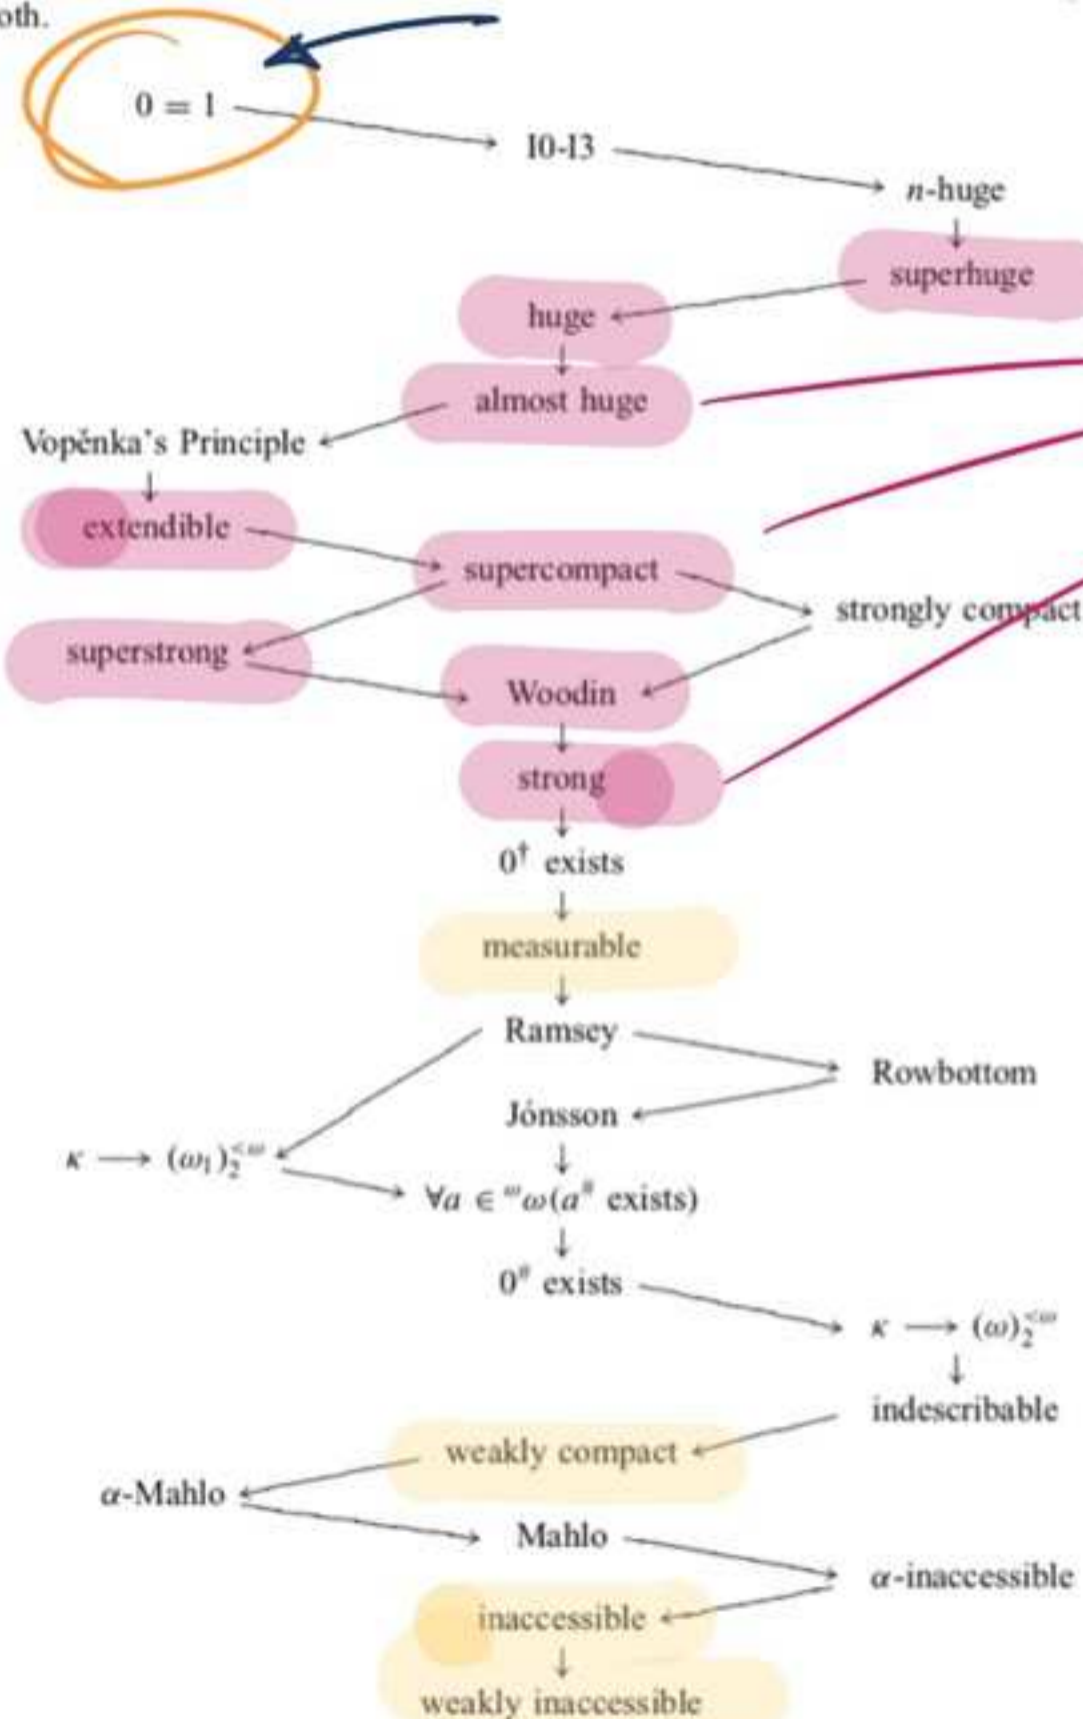 oth.
0 = 1
I0-I3
n-huge
superhuge
huge
almost huge
Vopěnka's Principle
extendible
supercompact
strongly compact
superstrong
Woodin
strong
0† exists
measurable
Ramsey
Rowbottom
Jónsson
κ ⟶ (ω₁)₂^{<ω}
∀a ∈ ^ωω(a^# exists)
0^# exists
κ ⟶ (ω)₂^{<ω}
indescribable
weakly compact
α-Mahlo
Mahlo
α-inaccessible
inaccessible
weakly inaccessible